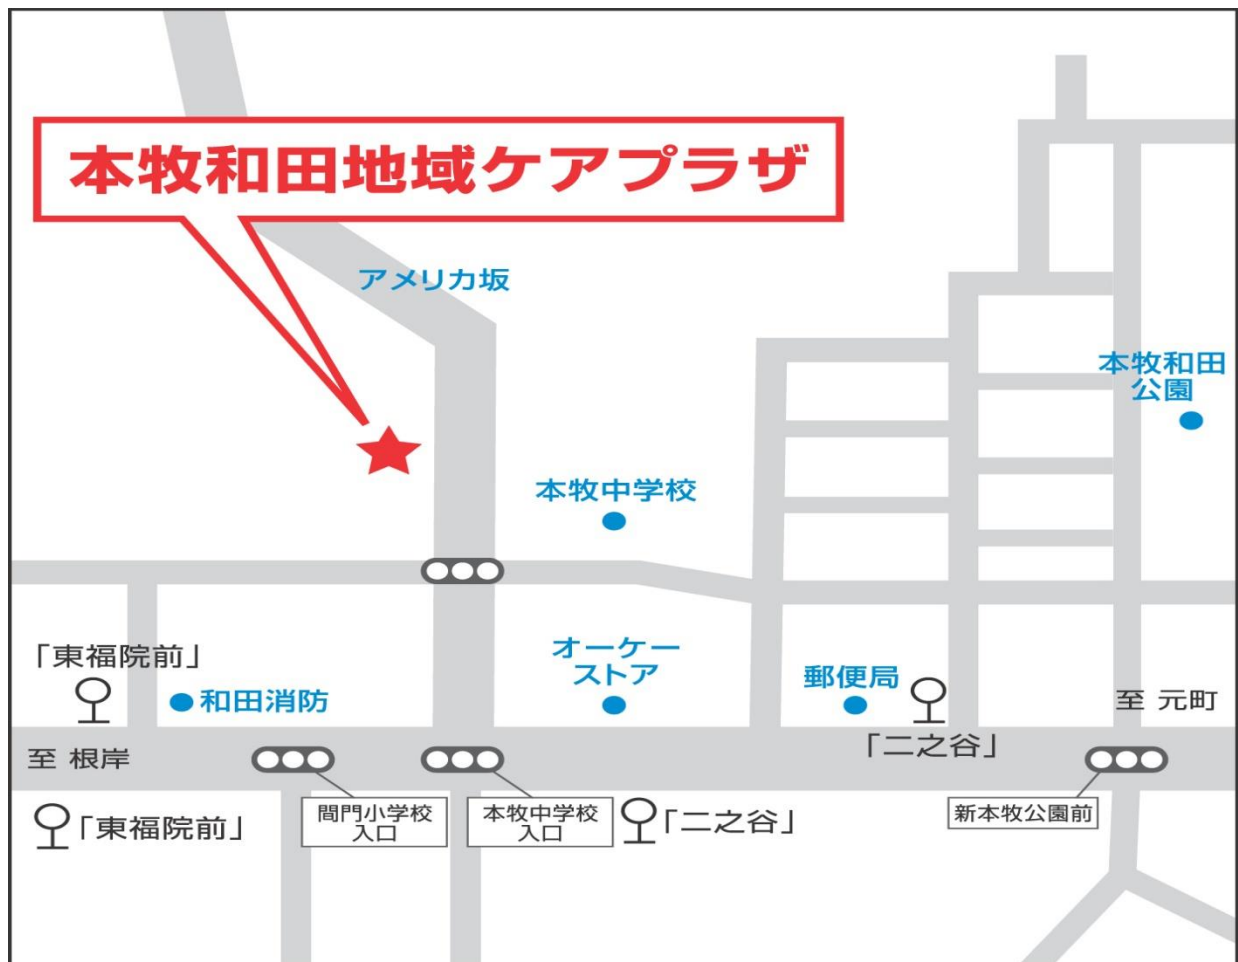 本牧和田地域ケアプラザ
アメリカ坂
本牧和田
公園
本牧中学校
「東福院前」
和田消防
オーケー
ストア
郵便局
至 元町
至 根岸
「二之谷」
「東福院前」
間門小学校
入口
本牧中学校
入口
「二之谷」
新本牧公園前